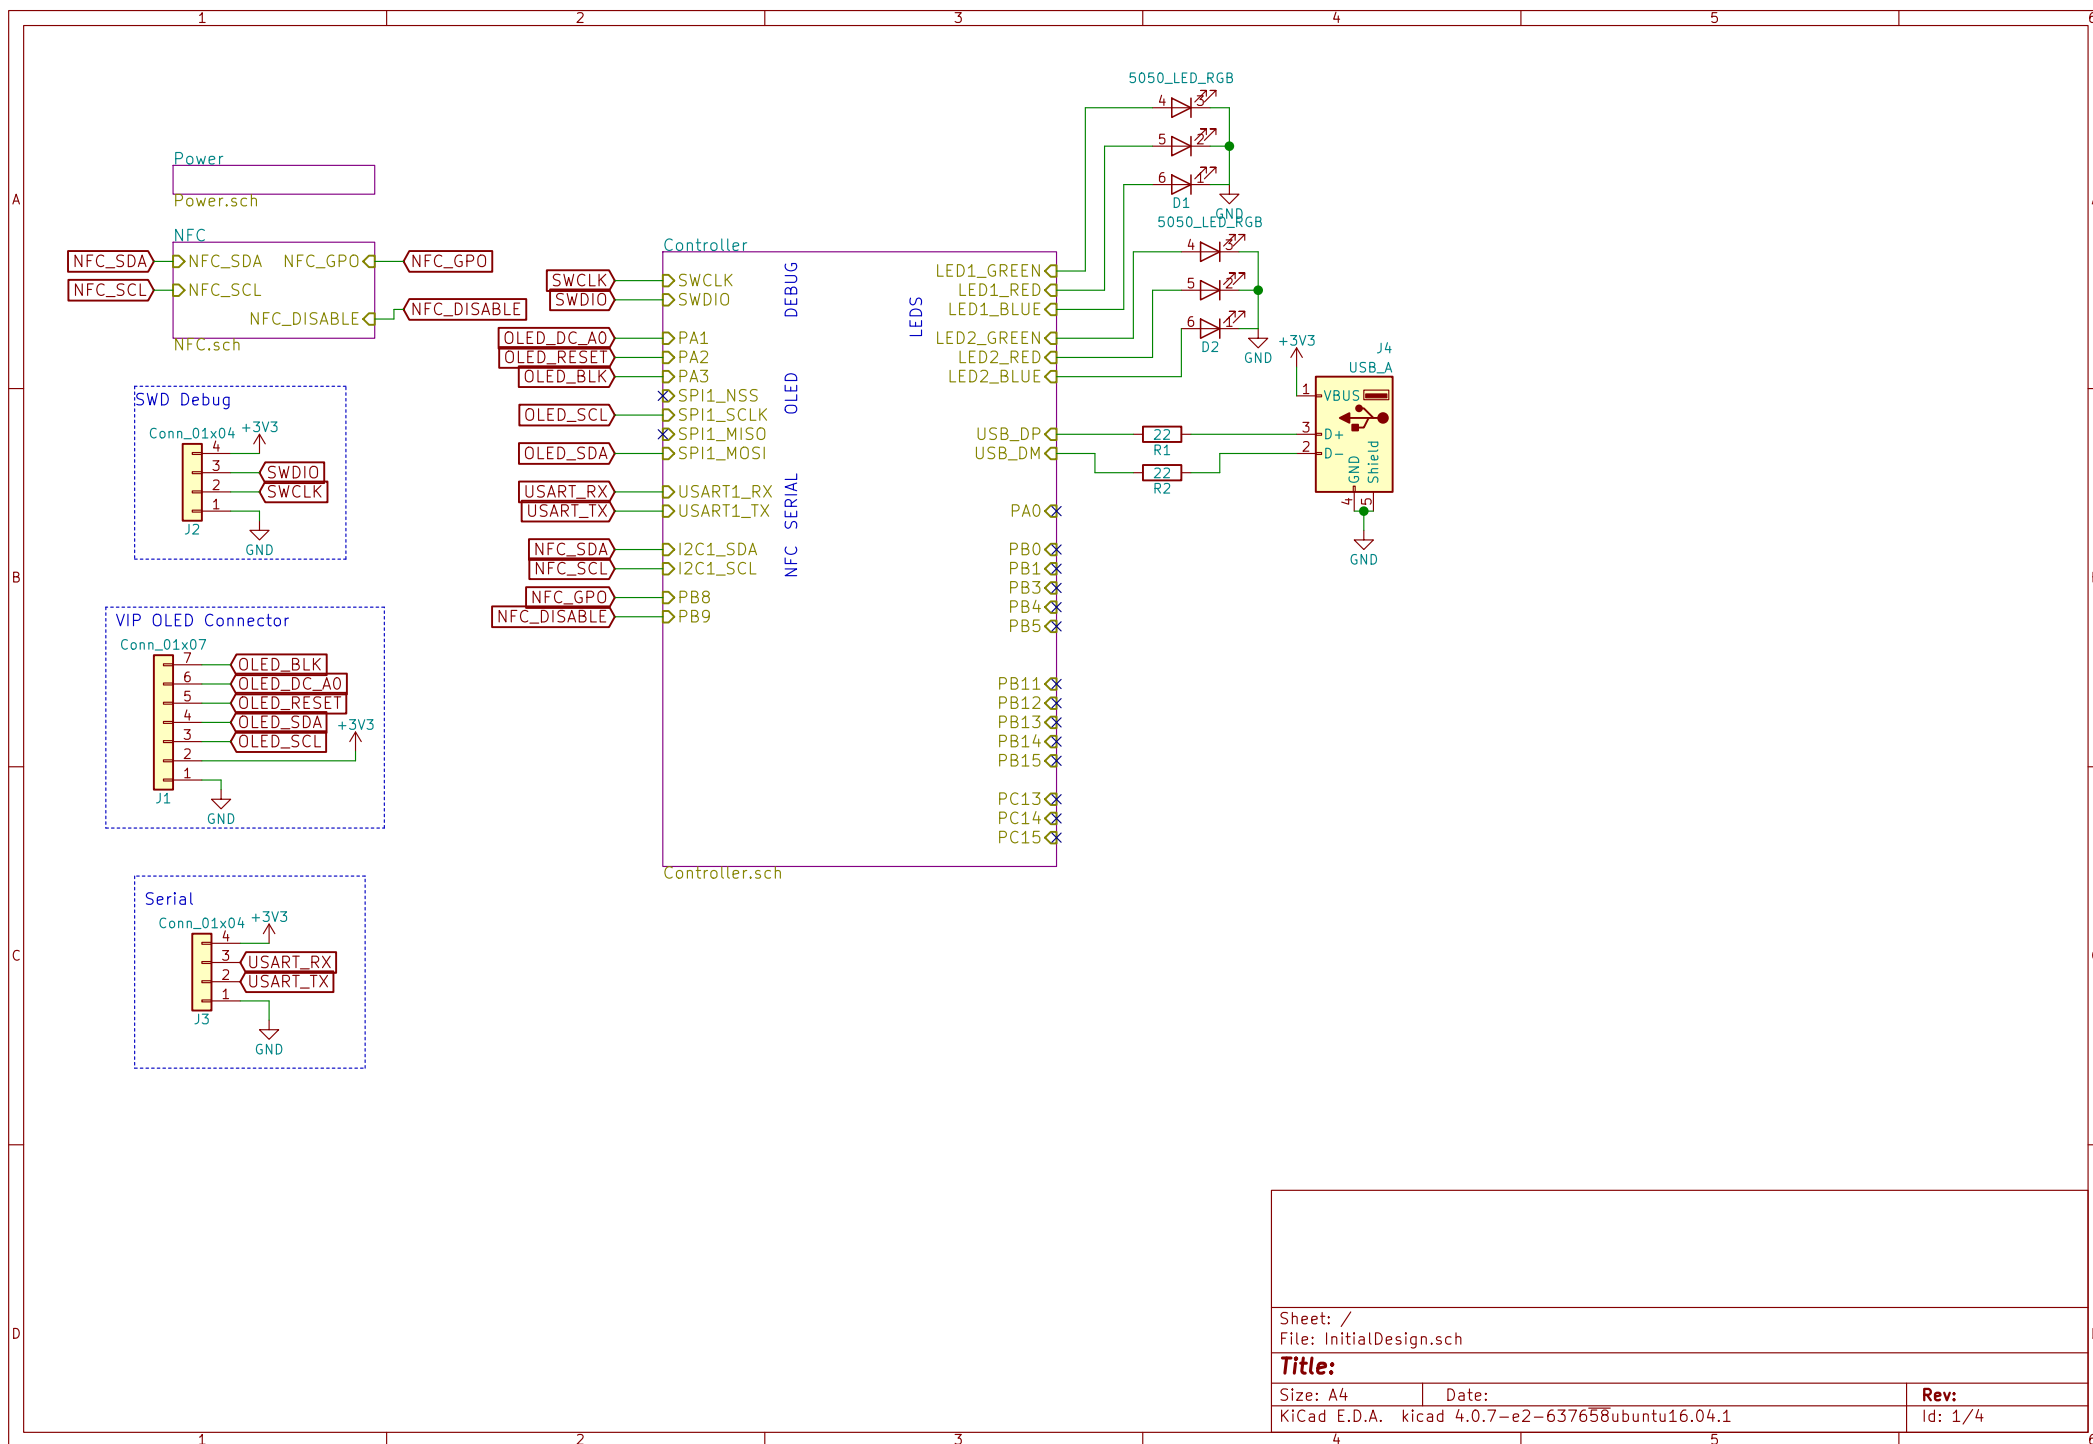 1 2 3 4 5 6
A
B
C
D
Power
Power.sch
NFC
NFC_SDA NFC_SDA NFC_GPO NFC_GPO
NFC_SCL NFC_SCL
NFC_DISABLE NFC_DISABLE
NFC.sch
SWD Debug
Conn_01x04 +3V3
4
3 SWDIO
2 SWCLK
1
J2
GND
VIP OLED Connector
Conn_01x07
7 OLED_BLK
6 OLED_DC_A0
5 OLED_RESET
4 OLED_SDA
+3V3
3 OLED_SCL
2
1
J1
GND
Serial
Conn_01x04 +3V3
4
3 USART_RX
2 USART_TX
1
J3
GND
Controller
SWCLK SWCLK
SWDIO SWDIO
DEBUG
OLED_DC_A0 PA1
OLED_RESET PA2
OLED_BLK PA3
SPI1_NSS
OLED_SCL SPI1_SCLK
SPI1_MISO
OLED_SDA SPI1_MOSI
OLED
USART_RX USART1_RX
USART_TX USART1_TX
SERIAL
NFC_SDA I2C1_SDA
NFC_SCL I2C1_SCL
NFC
NFC_GPO PB8
NFC_DISABLE PB9
LEDS
LED1_GREEN
LED1_RED
LED1_BLUE
LED2_GREEN
LED2_RED
LED2_BLUE
USB_DP
USB_DM
PA0
PB0
PB1
PB3
PB4
PB5
PB11
PB12
PB13
PB14
PB15
PC13
PC14
PC15
Controller.sch
5050_LED_RGB
4 3
5 2
6 1
D1
GND
5050_LED_RGB
4 3
5 2
6 1
D2
GND
22
R1
22
R2
+3V3
J4
USB_A
1 VBUS
3 D+
2 D-
GND
Shield
4 5
GND
Sheet: /
File: InitialDesign.sch
Title:
Size: A4 Date: Rev:
KiCad E.D.A. kicad 4.0.7-e2-637658ubuntu16.04.1 Id: 1/4
1 2 3 4 5 6